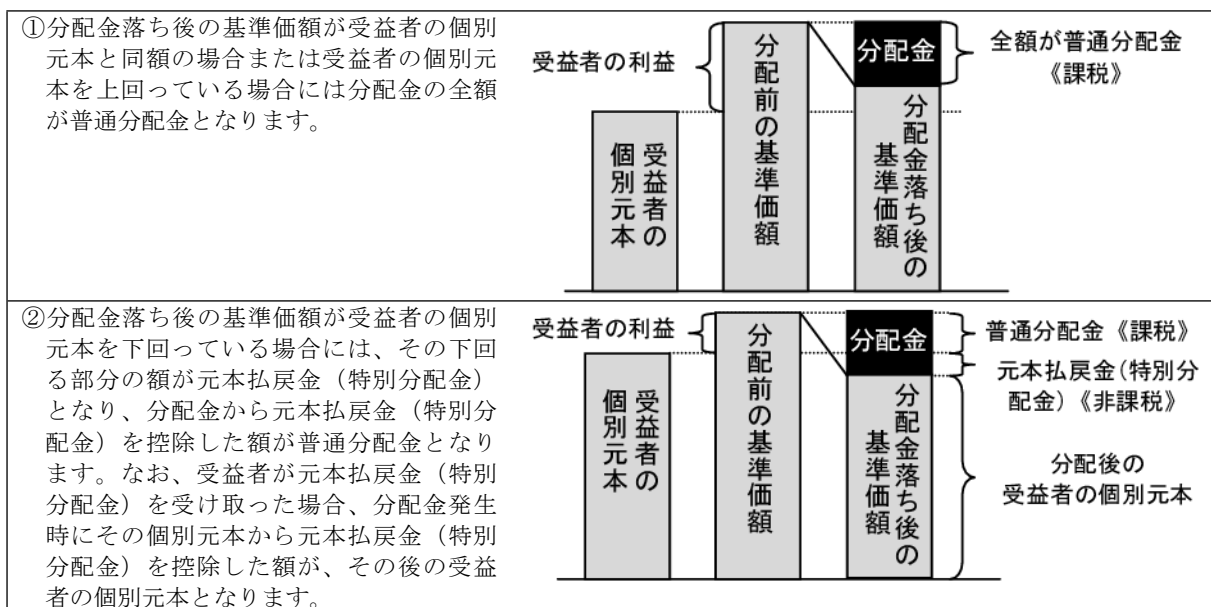 ①分配金落ち後の基準価額が受益者の個別
元本と同額の場合または受益者の個別元
本を上回っている場合には分配金の全額
が普通分配金となります。
受益者の利益
受益者の
個別元本
分配前の基準価額
分配金
分配金落ち後の
基準価額
全額が普通分配金
《課税》
②分配金落ち後の基準価額が受益者の個別
元本を下回っている場合には、その下回
る部分の額が元本払戻金（特別分配金）
となり、分配金から元本払戻金（特別分
配金）を控除した額が普通分配金となり
ます。なお、受益者が元本払戻金（特別
分配金）を受け取った場合、分配金発生
時にその個別元本から元本払戻金（特別
分配金）を控除した額が、その後の受益
者の個別元本となります。
受益者の利益
受益者の
個別元本
分配前の基準価額
分配金
分配金落ち後の
基準価額
普通分配金《課税》
元本払戻金（特別分
配金）《非課税》
分配後の
受益者の個別元本